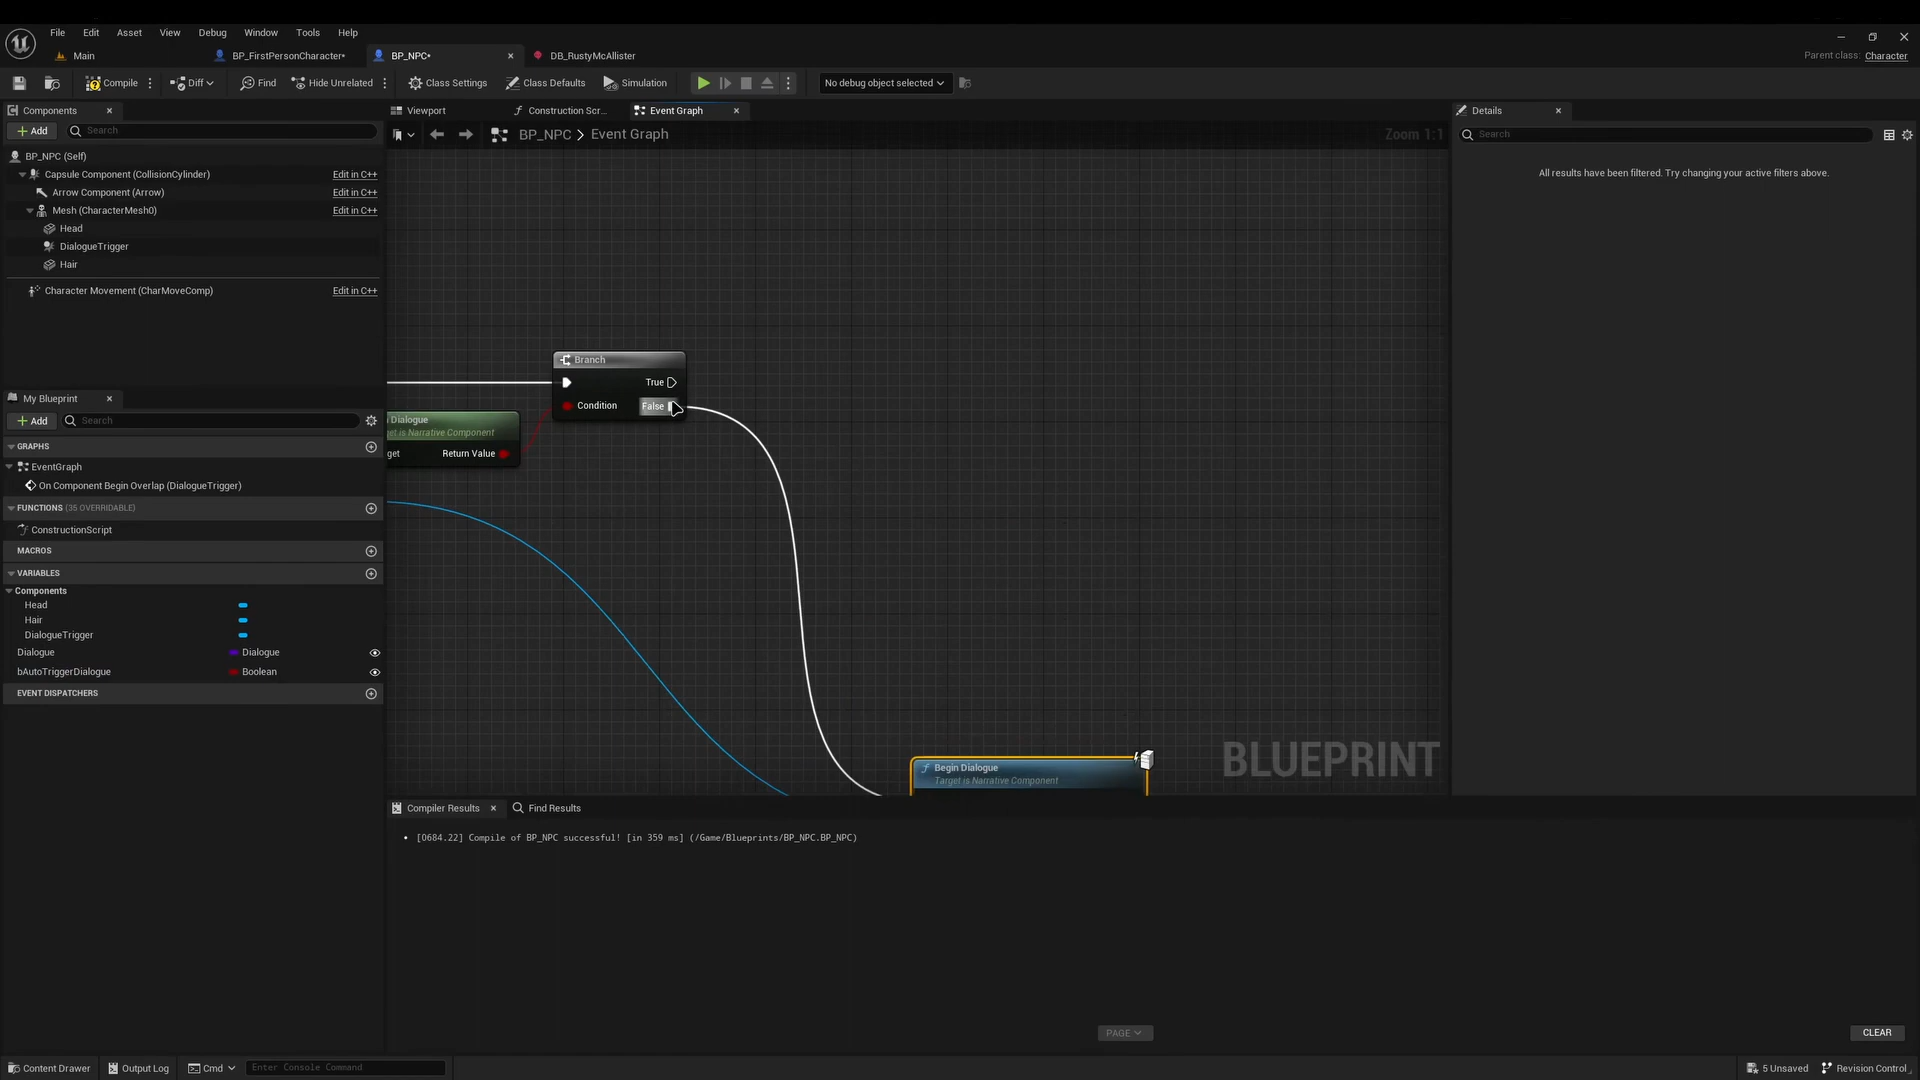 File Edit Asset View Debug Window Tools Help
Main
BP_FirstPersonCharacter*
BP_NPC*
DB_RustyMcAllister
Parent class: Character
Compile
Diff
Find
Hide Unrelated
Class Settings
Class Defaults
Simulation
No debug object selected
Components
Viewport
Construction Scr...
Event Graph
Details
Add
Search
BP_NPC > Event Graph
Zoom 1:1
Search
BP_NPC (Self)
Capsule Component (CollisionCylinder) Edit in C++
Arrow Component (Arrow) Edit in C++
Mesh (CharacterMesh0) Edit in C++
Head
DialogueTrigger
Hair
Character Movement (CharMoveComp) Edit in C++
All results have been filtered. Try changing your active filters above.
Branch
True
Condition False
Dialogue
get is Narrative Component
get Return Value
My Blueprint
Add
Search
GRAPHS
EventGraph
On Component Begin Overlap (DialogueTrigger)
FUNCTIONS (35 OVERRIDABLE)
ConstructionScript
MACROS
VARIABLES
Components
Head
Hair
DialogueTrigger
Dialogue Dialogue
bAutoTriggerDialogue Boolean
EVENT DISPATCHERS
Begin Dialogue
Target is Narrative Component
BLUEPRINT
Compiler Results
Find Results
• [0684.22] Compile of BP_NPC successful! [in 359 ms] (/Game/Blueprints/BP_NPC.BP_NPC)
PAGE
CLEAR
Content Drawer
Output Log
Cmd
Enter Console Command
5 Unsaved
Revision Control